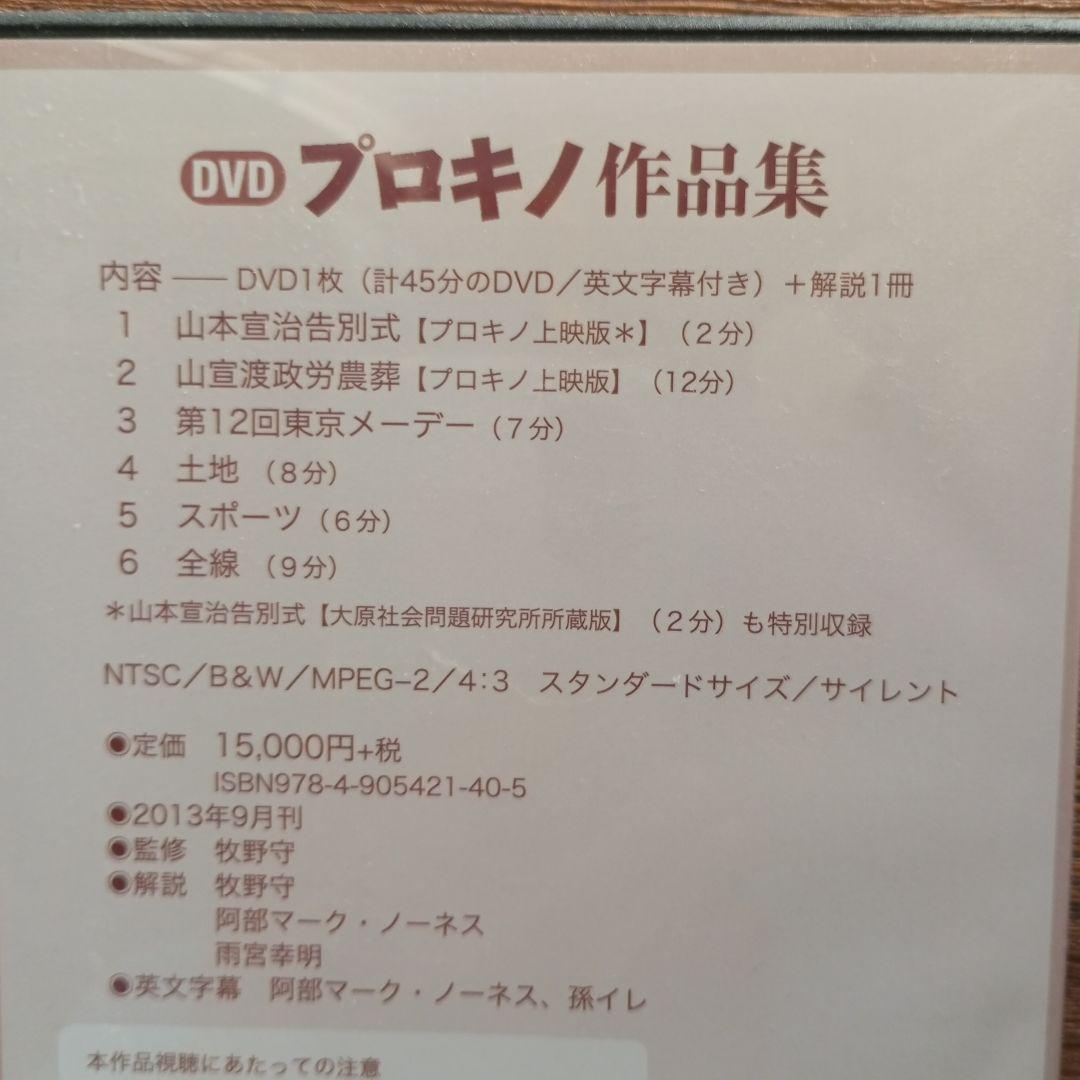 DVD プロキノ作品集
内容 ―― DVD1枚（計45分のDVD／英文字幕付き）＋解説1冊
1 山本宣治告別式【プロキノ上映版＊】（2分）
2 山宣渡政労農葬【プロキノ上映版】（12分）
3 第12回東京メーデー（7分）
4 土地（8分）
5 スポーツ（6分）
6 全線（9分）
＊山本宣治告別式【大原社会問題研究所所蔵版】（2分）も特別収録
NTSC／B&W／MPEG–2／4：3 スタンダードサイズ／サイレント
◉定価 15,000円+税
ISBN978-4-905421-40-5
◉2013年9月刊
◉監修 牧野守
◉解説 牧野守
阿部マーク・ノーネス
雨宮幸明
◉英文字幕 阿部マーク・ノーネス、孫イレ
本作品視聴にあたっての注意